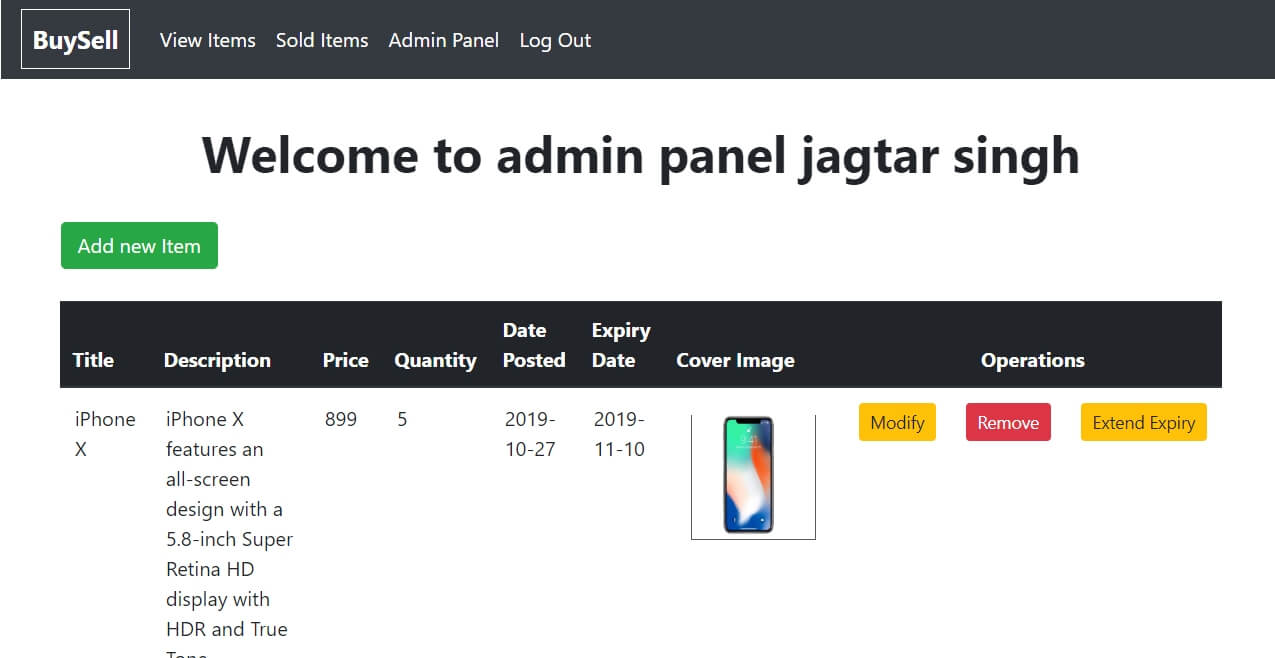 BuySell View Items Sold Items Admin Panel Log Out
Welcome to admin panel jagtar singh
Add new Item
Title Description Price Quantity Date Posted Expiry Date Cover Image Operations
iPhone X
iPhone X
features an
all-screen
design with a
5.8-inch Super
Retina HD
display with
HDR and True
Tone
899
5
2019-
10-27
2019-
11-10
9:41
Modify Remove Extend Expiry